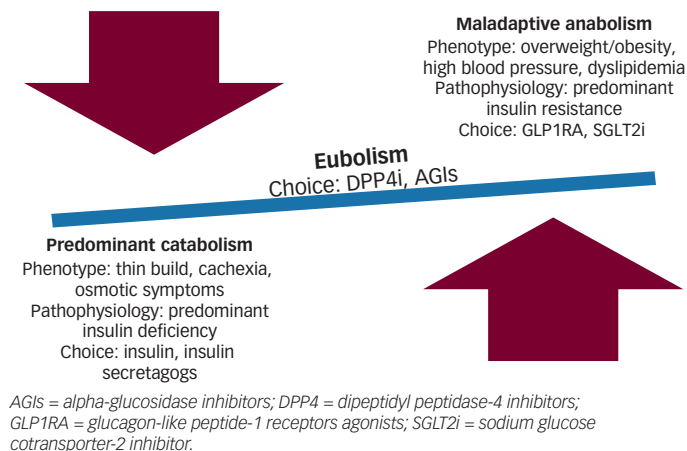 Maladaptive anabolism
Phenotype: overweight/obesity,
high blood pressure, dyslipidemia
Pathophysiology: predominant
insulin resistance
Choice: GLP1RA, SGLT2i
Eubolism
Choice: DPP4i, AGIs
Predominant catabolism
Phenotype: thin build, cachexia,
osmotic symptoms
Pathophysiology: predominant
insulin deficiency
Choice: insulin, insulin
secretagogs
AGIs = alpha-glucosidase inhibitors; DPP4 = dipeptidyl peptidase-4 inhibitors;
GLP1RA = glucagon-like peptide-1 receptors agonists; SGLT2i = sodium glucose
cotransporter-2 inhibitor.